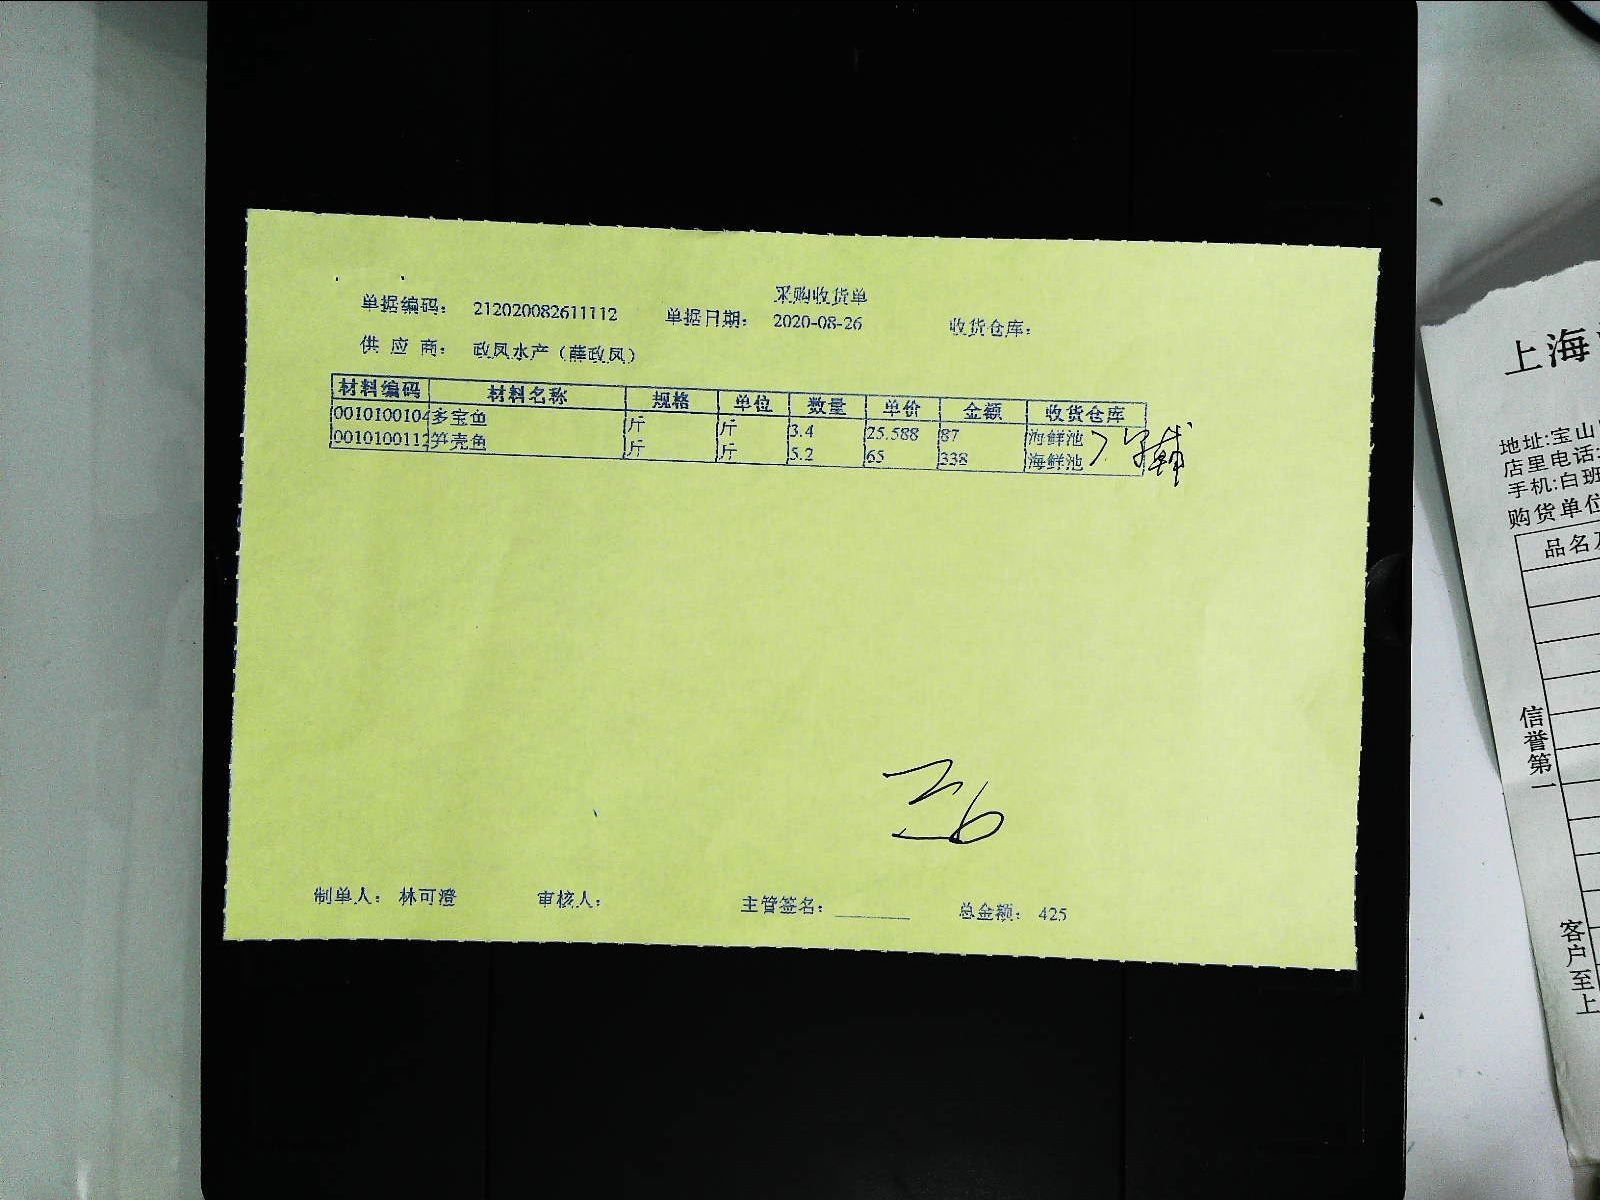 采购收货单
单据编码： 212020082611112 单据日期： 2020-08-26 收货仓库：
供 应 商： 政凤水产（薛政凤）
材料编码 材料名称 规格 单位 数量 单价 金额 收货仓库
0010100104 多宝鱼 斤 斤 3.4 25.588 87 海鲜池
0010100112 笋壳鱼 斤 斤 5.2 65 338 海鲜池
制单人： 林可澄 审核人： 主管签名： 总金额： 425
上海
地址:宝山
店里电话:
手机:白班
购货单位
品名
信誉第一
客户至上